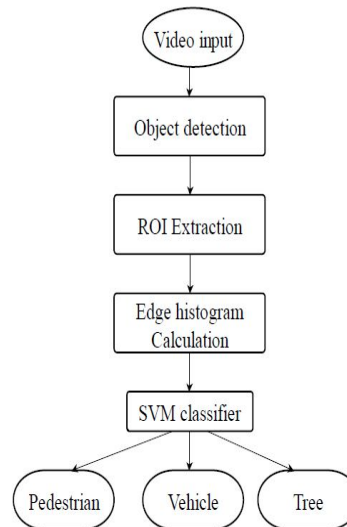 Video input
Object detection
ROI Extraction
Edge histogram
Calculation
SVM classifier
Pedestrian
Vehicle
Tree